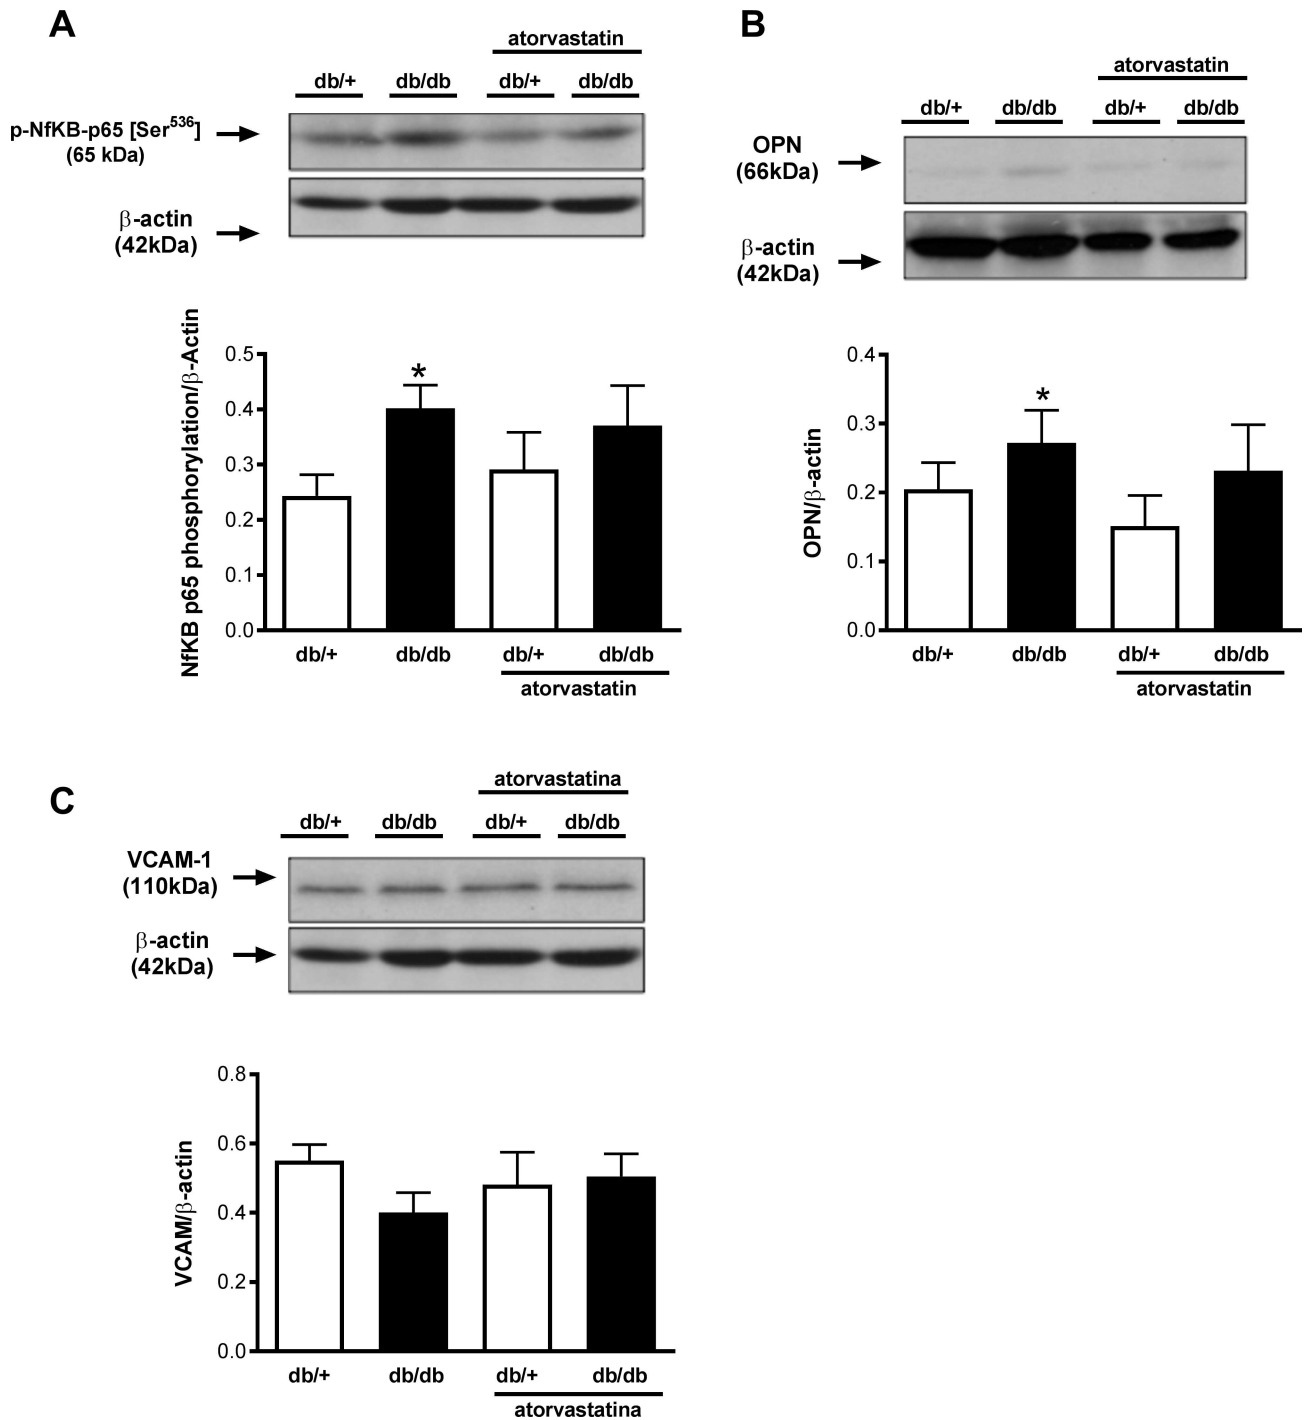 A
atorvastatin
db/+ db/db db/+ db/db
p-NfKB-p65 [Ser536]
(65 kDa)
β-actin
(42kDa)
NfKB p65 phosphorylation/β-Actin
0.5
0.4
0.3
0.2
0.1
0.0
*
db/+ db/db db/+ db/db
atorvastatin
B
atorvastatin
db/+ db/db db/+ db/db
OPN
(66kDa)
β-actin
(42kDa)
OPN/β-actin
0.4
0.3
0.2
0.1
0.0
*
db/+ db/db db/+ db/db
atorvastatin
C
atorvastatina
db/+ db/db db/+ db/db
VCAM-1
(110kDa)
β-actin
(42kDa)
VCAM/β-actin
0.8
0.6
0.4
0.2
0.0
db/+ db/db db/+ db/db
atorvastatina